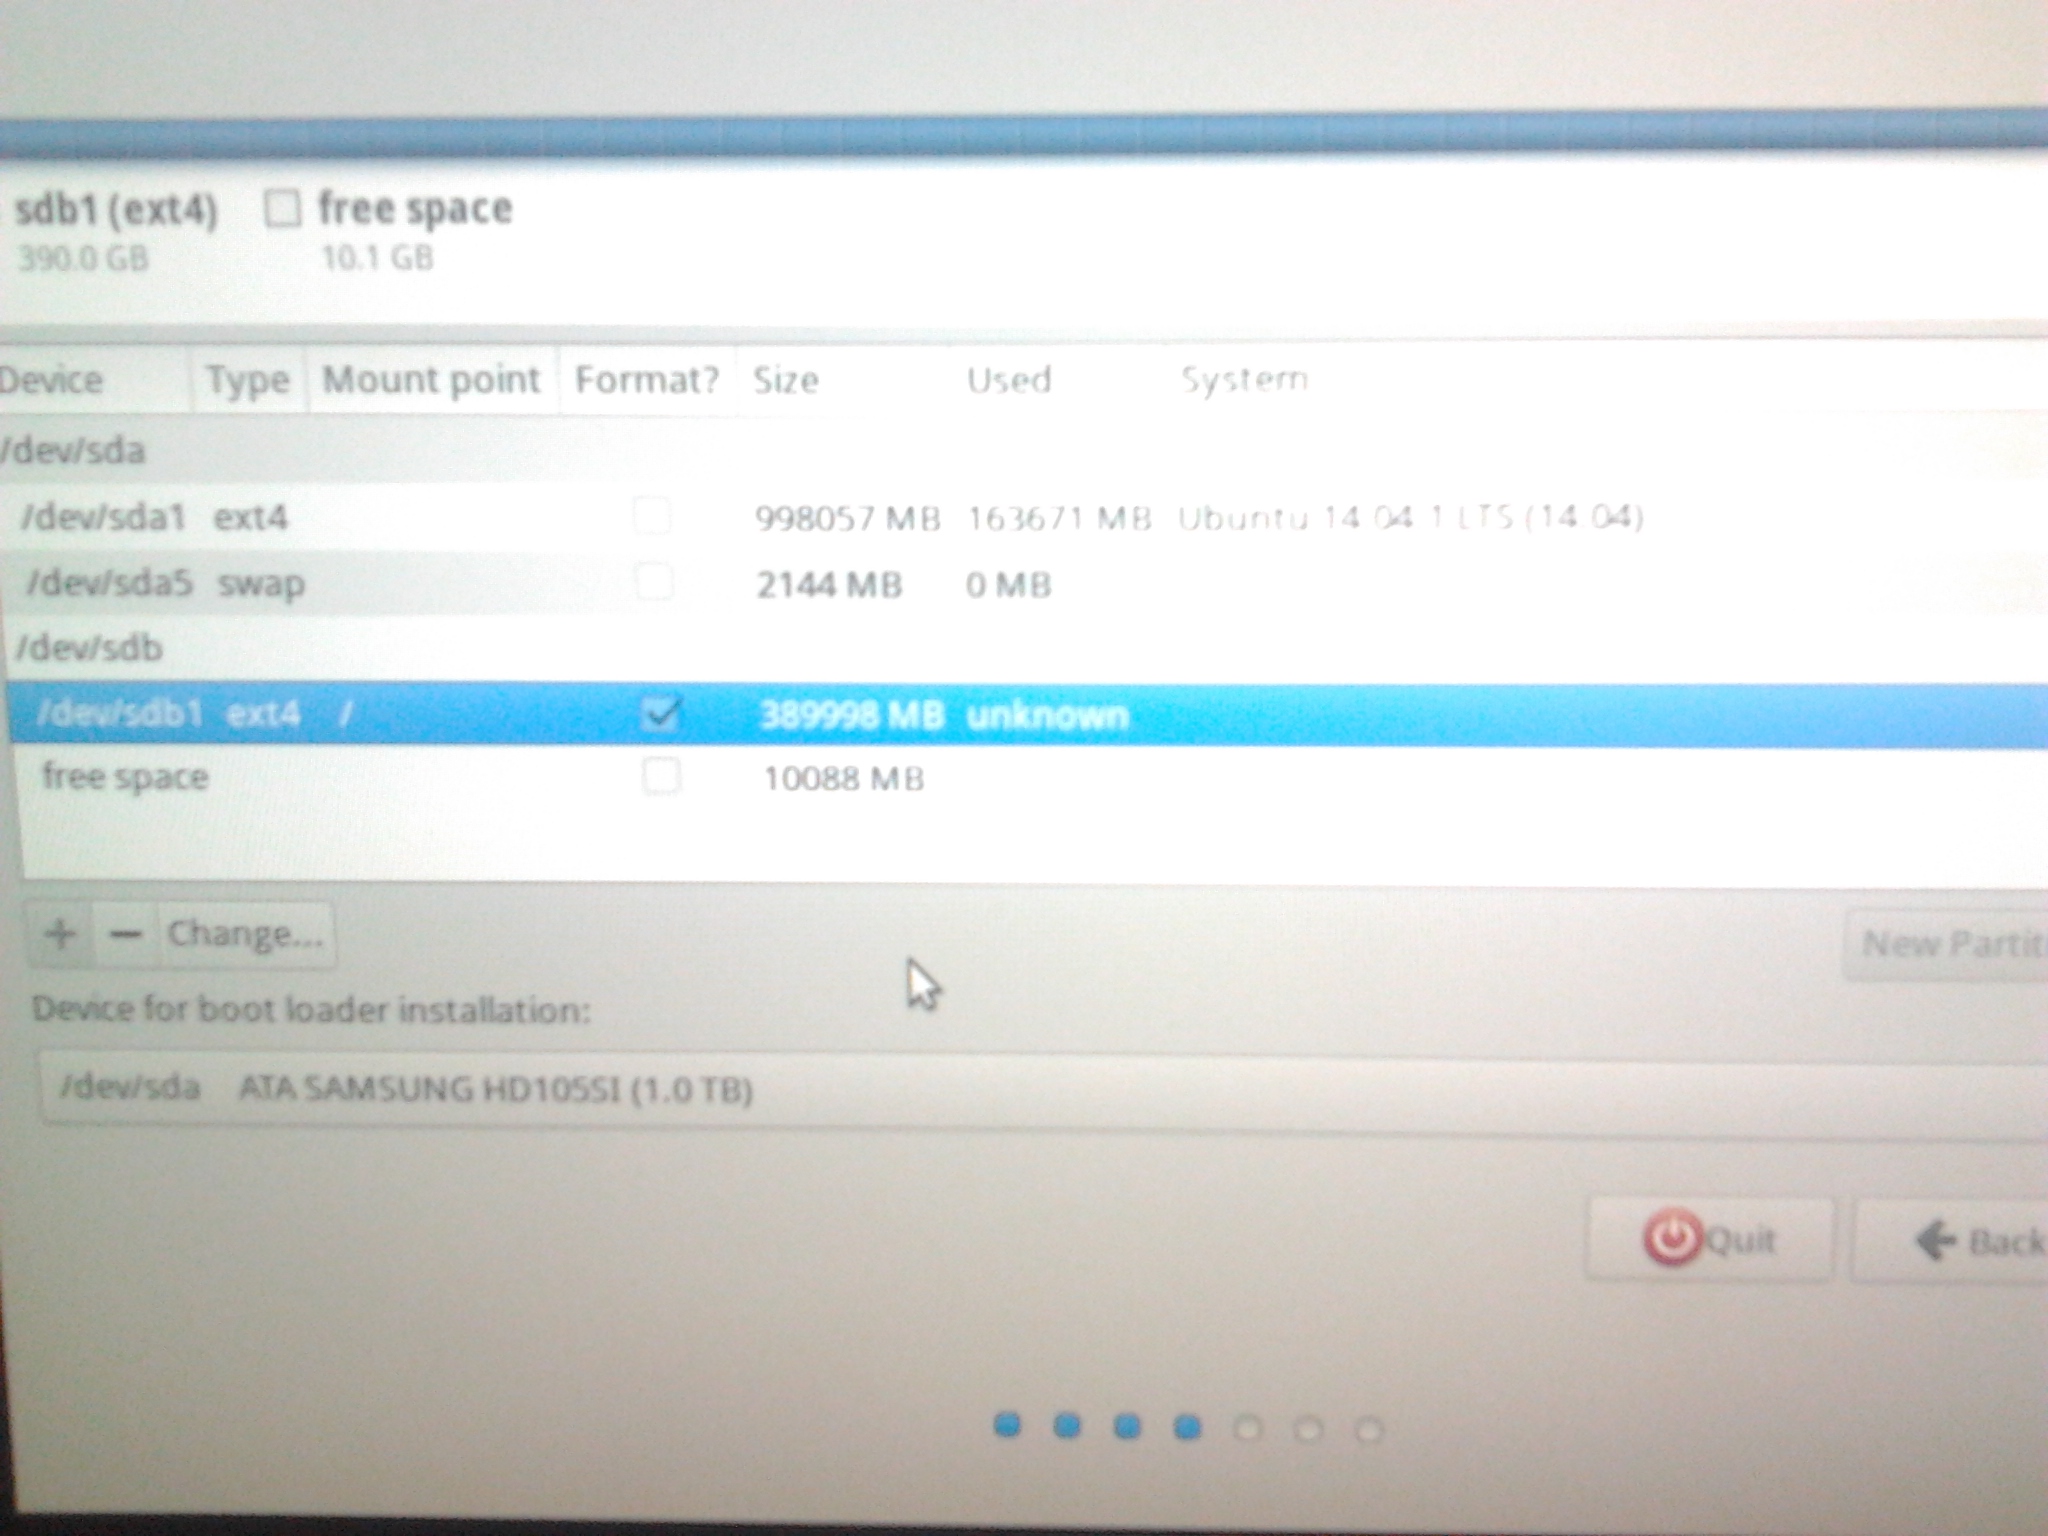 sdb1 (ext4) free space
390.0 GB 10.1 GB
Device Type Mount point Format? Size Used System
/dev/sda
/dev/sda1 ext4 998057 MB 163671 MB Ubuntu 14.04.1 LTS (14.04)
/dev/sda5 swap 2144 MB 0 MB
/dev/sdb
/dev/sdb1 ext4 / 389998 MB unknown
free space 10088 MB
+ − Change... New Partit
Device for boot loader installation:
/dev/sda ATA SAMSUNG HD105SI (1.0 TB)
Quit Back